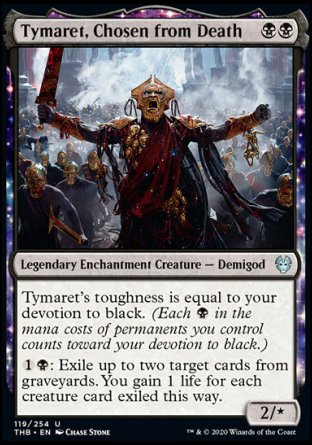 Tymaret, Chosen from Death
Legendary Enchantment Creature — Demigod
Tymaret's toughness is equal to your
devotion to black. (Each in the
mana costs of permanents you control
counts toward your devotion to black.)
1 : Exile up to two target cards from
graveyards. You gain 1 life for each
creature card exiled this way.
2/*
119/254 U
THB • EN CHASE STONE
™ & © 2020 Wizards of the Coast